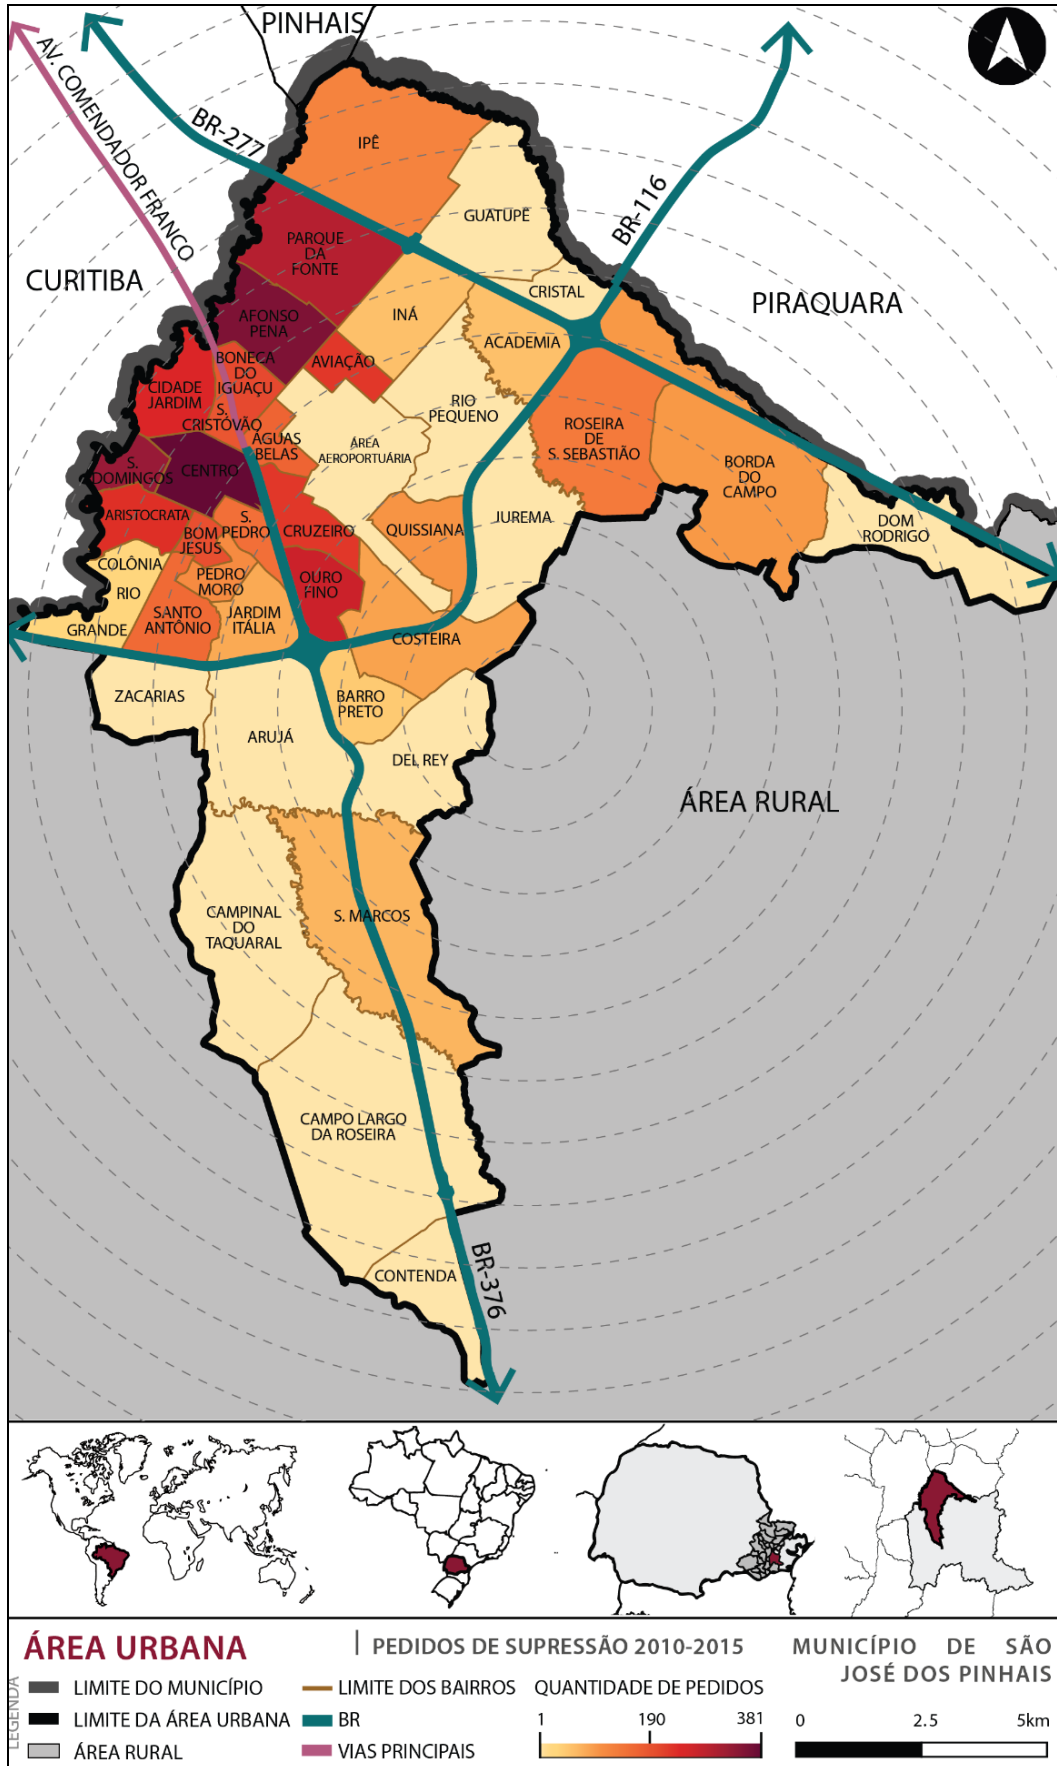 PINHAIS
AV. COMENDADOR FRANCO
BR-277
IPÊ
GUATUPÊ
BR-116
PARQUE
DA
FONTE
CURITIBA
CRISTAL
PIRAQUARA
AFONSO
PENA
INÁ
ACADEMIA
BONECA
DO
IGUAÇU
AVIAÇÃO
CIDADE
JARDIM
RIO
PEQUENO
S.
CRISTOVÃO
ÁGUAS
BELAS
ÁREA
AEROPORTUÁRIA
ROSEIRA
DE
S. SEBASTIÃO
S.
DOMINGOS
CENTRO
BORDA
DO
CAMPO
ARISTOCRATA
S.
PEDRO
BOM
JESUS
CRUZEIRO
QUISSIANA
JUREMA
DOM
RODRIGO
COLÔNIA
RIO
GRANDE
PEDRO
MORO
OURO
FINO
SANTO
ANTÔNIO
JARDIM
ITÁLIA
COSTEIRA
ZACARIAS
BARRO
PRETO
ARUJÁ
DEL REY
ÁREA RURAL
CAMPINAL
DO
TAQUARAL
S. MARCOS
CAMPO LARGO
DA ROSEIRA
CONTENDA
BR-376
ÁREA URBANA
PEDIDOS DE SUPRESSÃO 2010-2015
MUNICÍPIO DE SÃO
JOSÉ DOS PINHAIS
LEGENDA
LIMITE DO MUNICÍPIO
LIMITE DA ÁREA URBANA
ÁREA RURAL
LIMITE DOS BAIRROS
BR
VIAS PRINCIPAIS
QUANTIDADE DE PEDIDOS
1 190 381
0 2.5 5km